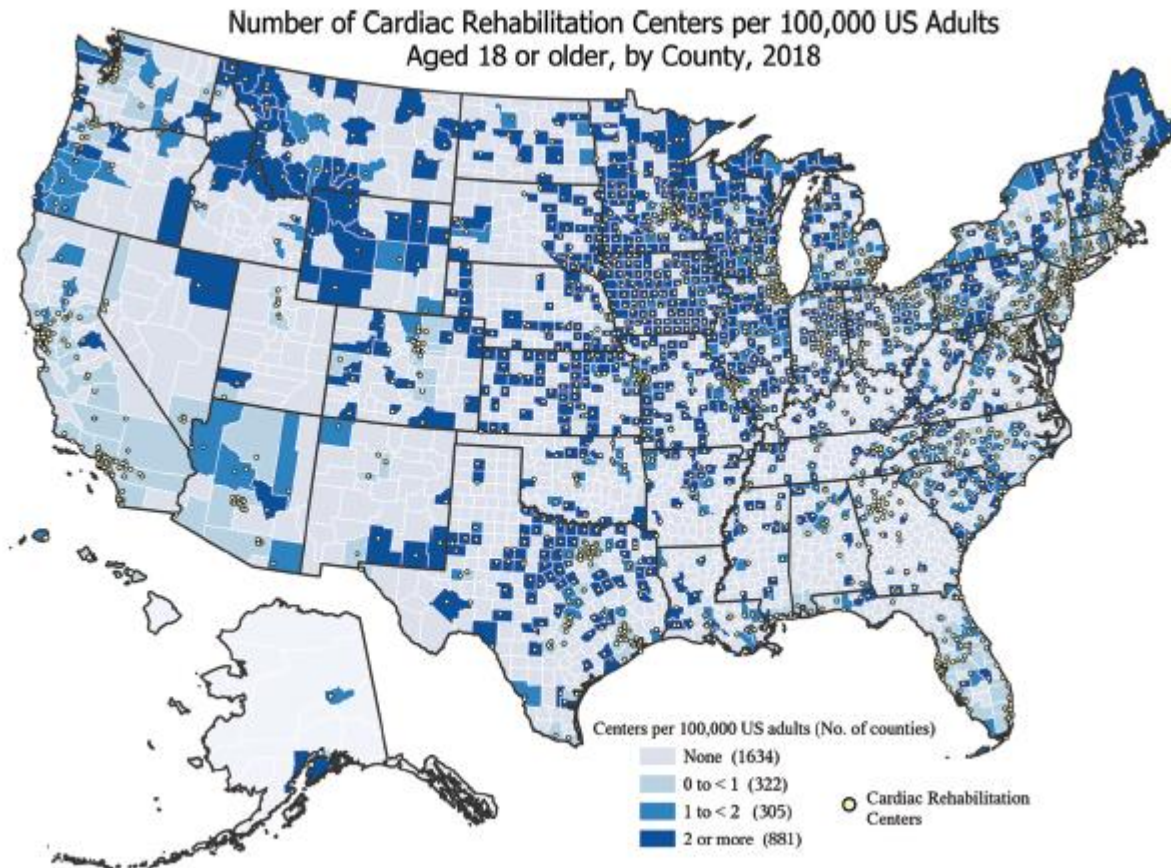 Number of Cardiac Rehabilitation Centers per 100,000 US Adults
Aged 18 or older, by County, 2018
Centers per 100,000 US adults (No. of counties)
None (1634)
0 to < 1 (322)
1 to < 2 (305)
2 or more (881)
Cardiac Rehabilitation
Centers